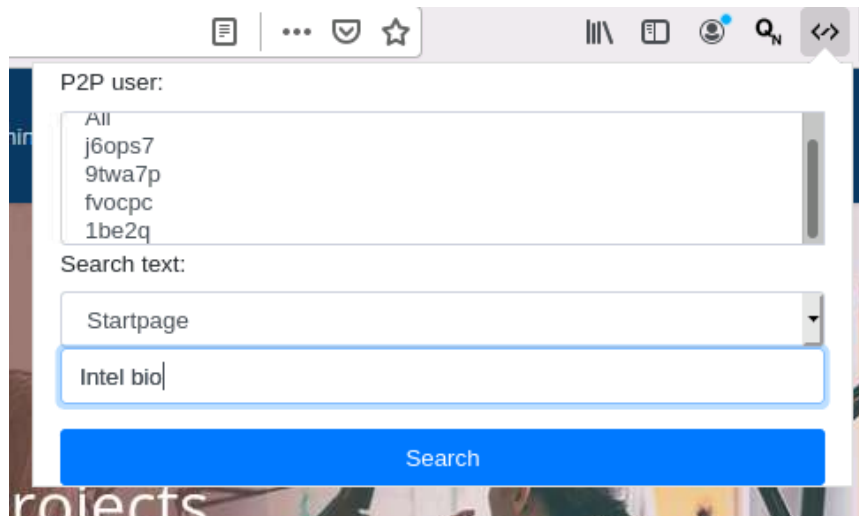 Q N
P2P user:
All
j6ops7
9twa7p
fvocpc
1be2q
Search text:
Startpage
Intel bio
Search
rojects